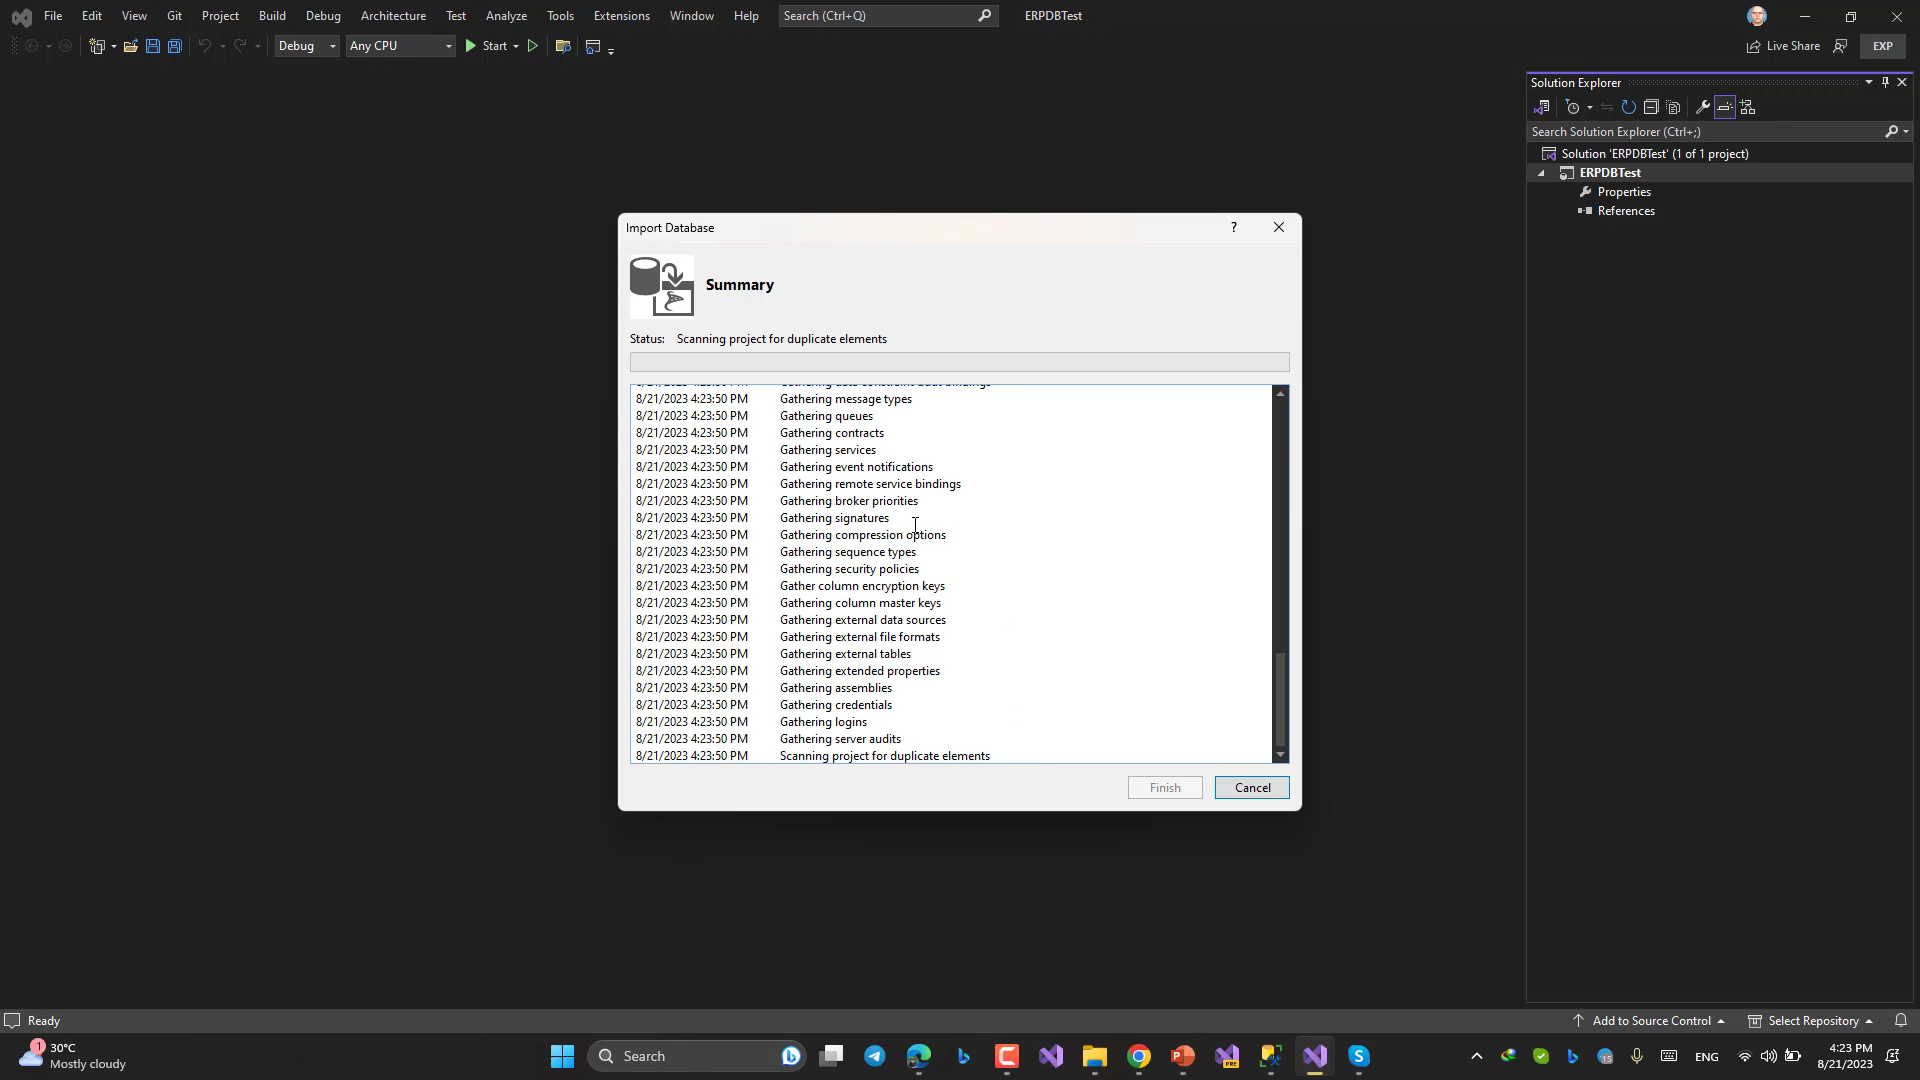 File Edit View Git Project Build Debug Architecture Test Analyze Tools Extensions Window Help Search (Ctrl+Q) ERPDBTest
Debug Any CPU Start Live Share EXP
Solution Explorer
Search Solution Explorer (Ctrl+;)
Solution 'ERPDBTest' (1 of 1 project)
ERPDBTest
Properties
References
Import Database ?
Summary
Status: Scanning project for duplicate elements
8/21/2023 4:23:50 PM Gathering message types
8/21/2023 4:23:50 PM Gathering queues
8/21/2023 4:23:50 PM Gathering contracts
8/21/2023 4:23:50 PM Gathering services
8/21/2023 4:23:50 PM Gathering event notifications
8/21/2023 4:23:50 PM Gathering remote service bindings
8/21/2023 4:23:50 PM Gathering broker priorities
8/21/2023 4:23:50 PM Gathering signatures
8/21/2023 4:23:50 PM Gathering compression options
8/21/2023 4:23:50 PM Gathering sequence types
8/21/2023 4:23:50 PM Gathering security policies
8/21/2023 4:23:50 PM Gather column encryption keys
8/21/2023 4:23:50 PM Gathering column master keys
8/21/2023 4:23:50 PM Gathering external data sources
8/21/2023 4:23:50 PM Gathering external file formats
8/21/2023 4:23:50 PM Gathering external tables
8/21/2023 4:23:50 PM Gathering extended properties
8/21/2023 4:23:50 PM Gathering assemblies
8/21/2023 4:23:50 PM Gathering credentials
8/21/2023 4:23:50 PM Gathering logins
8/21/2023 4:23:50 PM Gathering server audits
8/21/2023 4:23:50 PM Scanning project for duplicate elements
Finish Cancel
Ready Add to Source Control Select Repository
1 30°C
Mostly cloudy
Search
PRE
15
ENG
4:23 PM
8/21/2023